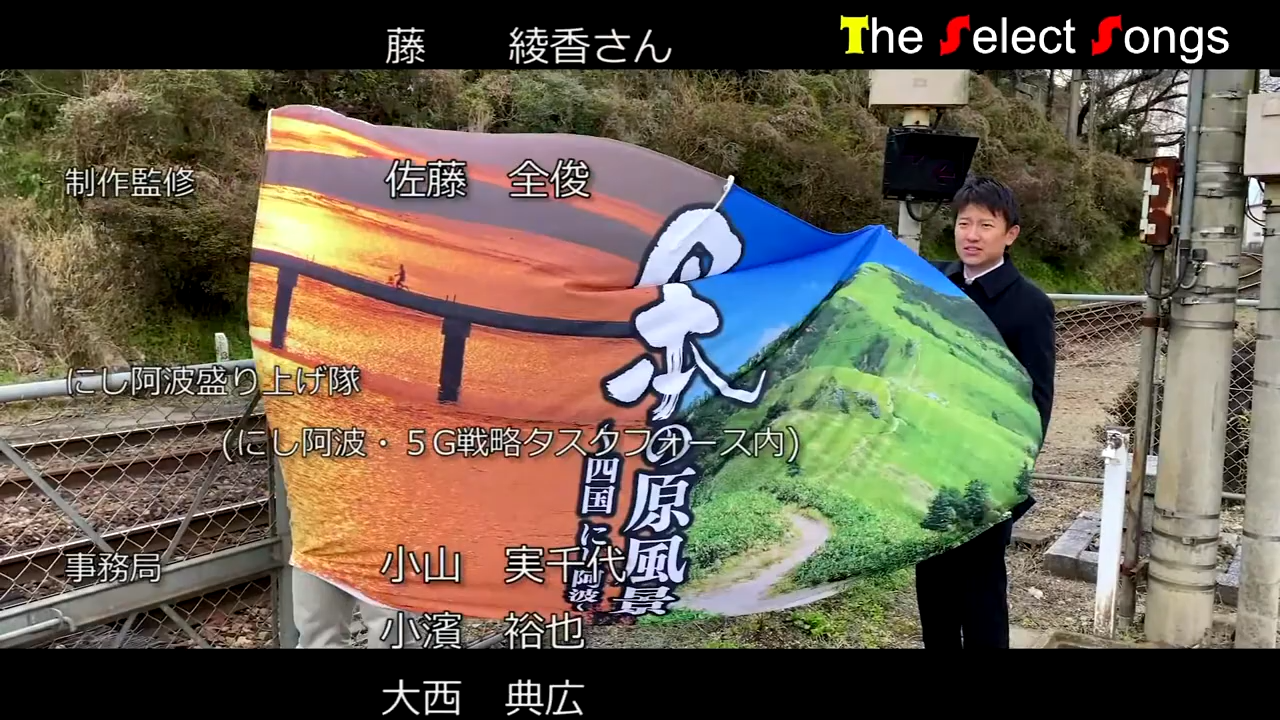 The Select Songs
藤　　綾香さん
制作監修　　佐藤　全俊
にし阿波盛り上げ隊
(にし阿波・５G戦略タスクフォース内)
事務局　　小山　実千代
小濱　裕也
大西　典広
の原風景
四国 に
阿波